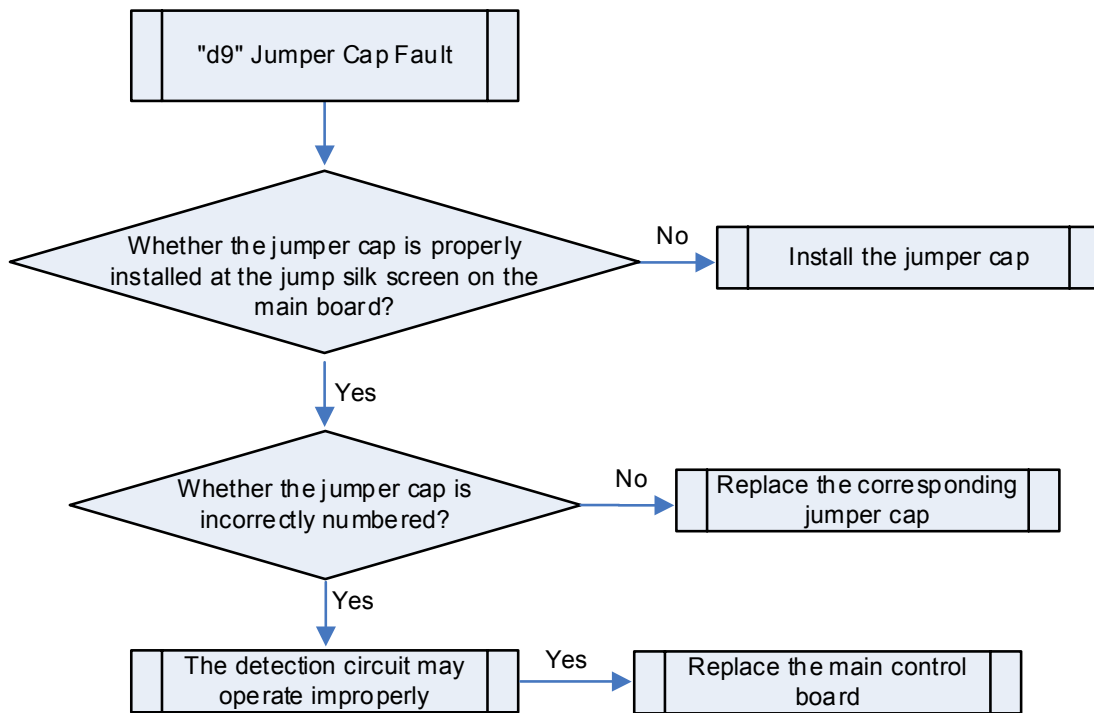 "d9" Jumper Cap Fault
Whether the jumper cap is properly
installed at the jump silk screen on the
main board?
No
Install the jumper cap
Yes
Whether the jumper cap is
incorrectly numbered?
No
Replace the corresponding
jumper cap
Yes
The detection circuit may
operate improperly
Yes
Replace the main control
board